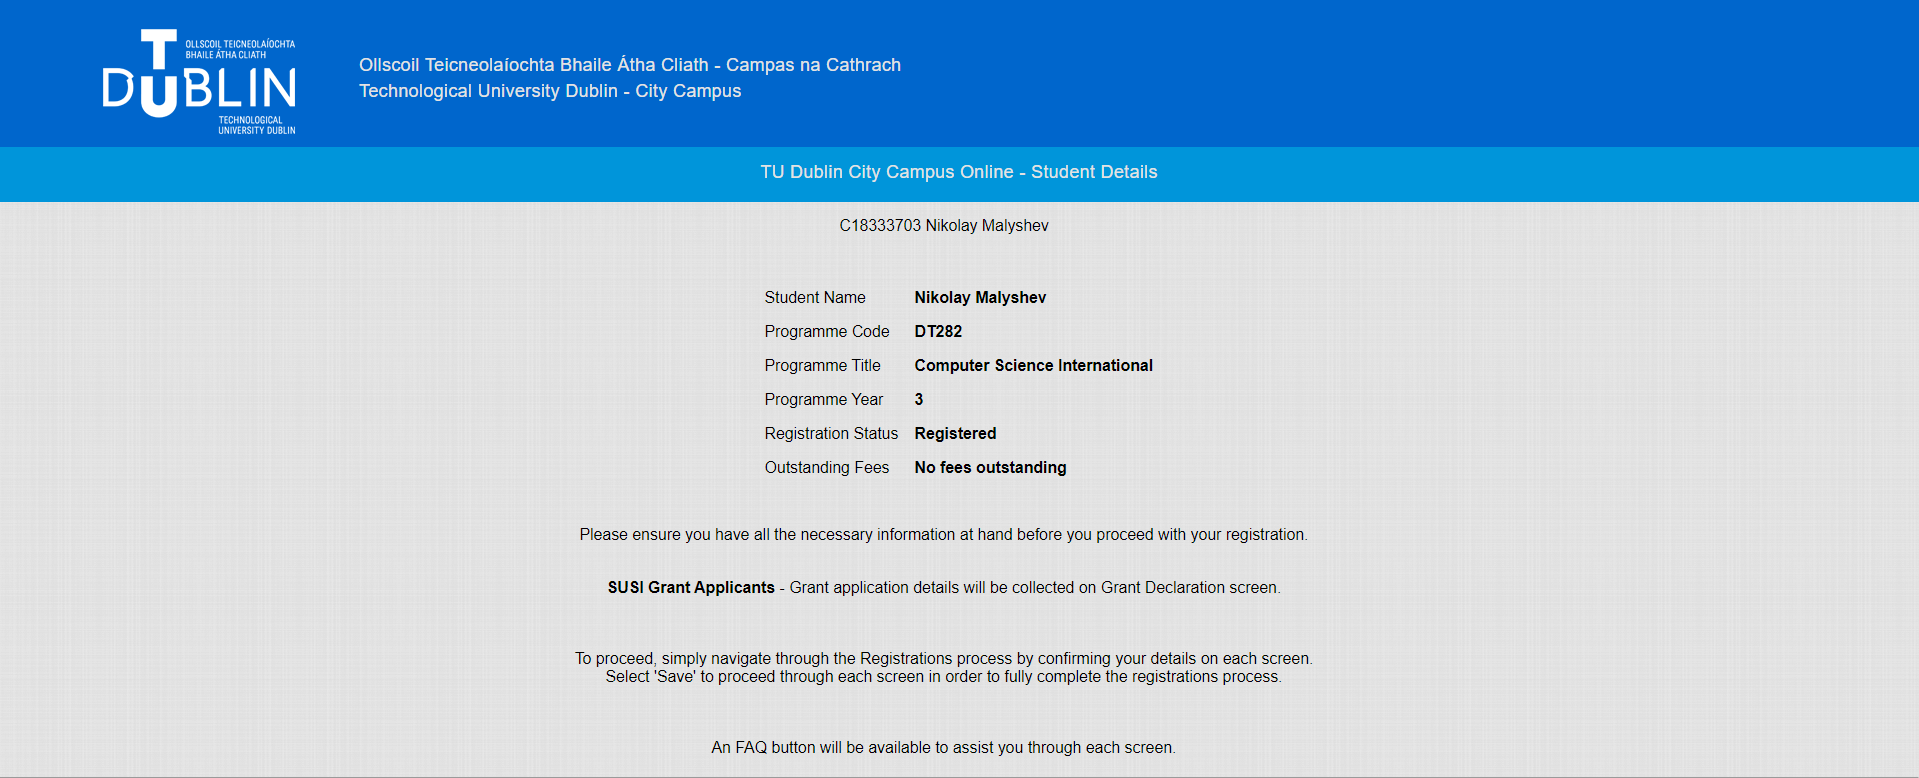 T
OLLSCOIL TEICNEOLAÍOCHTA
BHAILE ÁTHA CLIATH
DUBLIN
TECHNOLOGICAL
UNIVERSITY DUBLIN
Ollscoil Teicneolaíochta Bhaile Átha Cliath - Campas na Cathrach
Technological University Dublin - City Campus
TU Dublin City Campus Online - Student Details
C18333703 Nikolay Malyshev
Student Name Nikolay Malyshev
Programme Code DT282
Programme Title Computer Science International
Programme Year 3
Registration Status Registered
Outstanding Fees No fees outstanding
Please ensure you have all the necessary information at hand before you proceed with your registration.
SUSI Grant Applicants - Grant application details will be collected on Grant Declaration screen.
To proceed, simply navigate through the Registrations process by confirming your details on each screen.
Select 'Save' to proceed through each screen in order to fully complete the registrations process.
An FAQ button will be available to assist you through each screen.